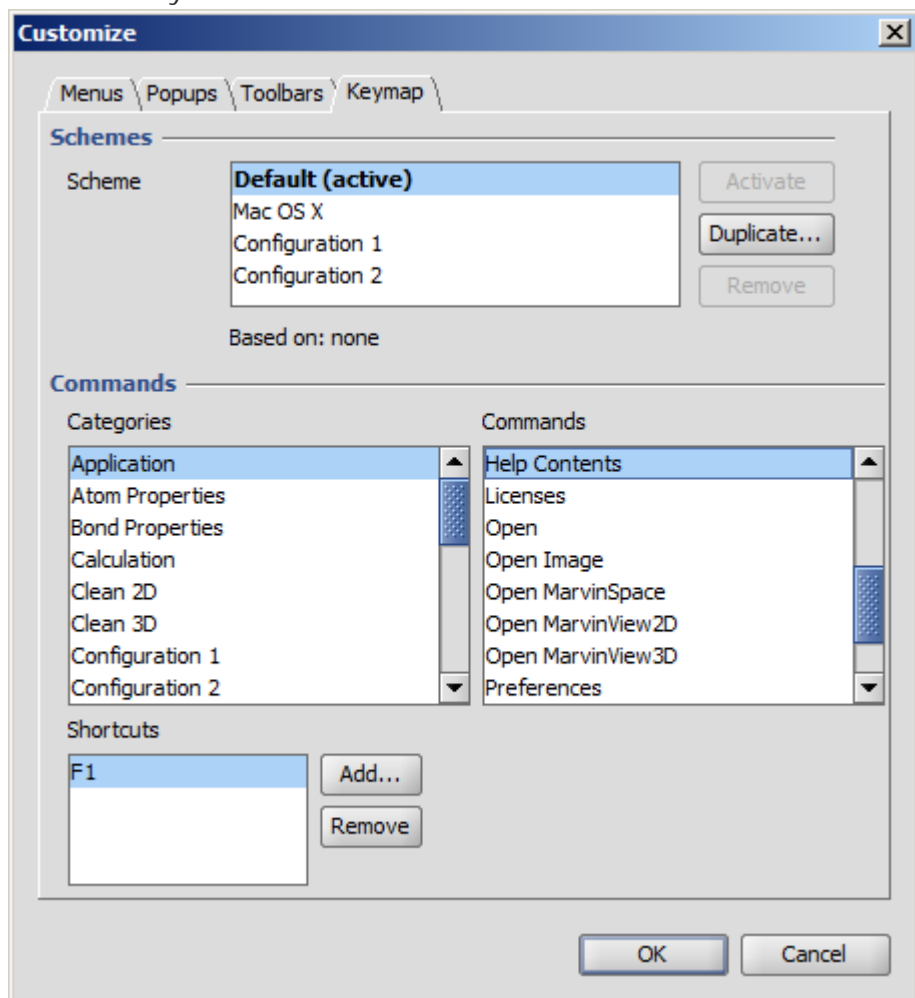 Customize
Menus Popups Toolbars Keymap
Schemes
Scheme
Default (active)
Mac OS X
Configuration 1
Configuration 2
Activate
Duplicate...
Remove
Based on: none
Commands
Categories
Application
Atom Properties
Bond Properties
Calculation
Clean 2D
Clean 3D
Configuration 1
Configuration 2
Commands
Help Contents
Licenses
Open
Open Image
Open MarvinSpace
Open MarvinView2D
Open MarvinView3D
Preferences
Shortcuts
F1
Add...
Remove
OK Cancel